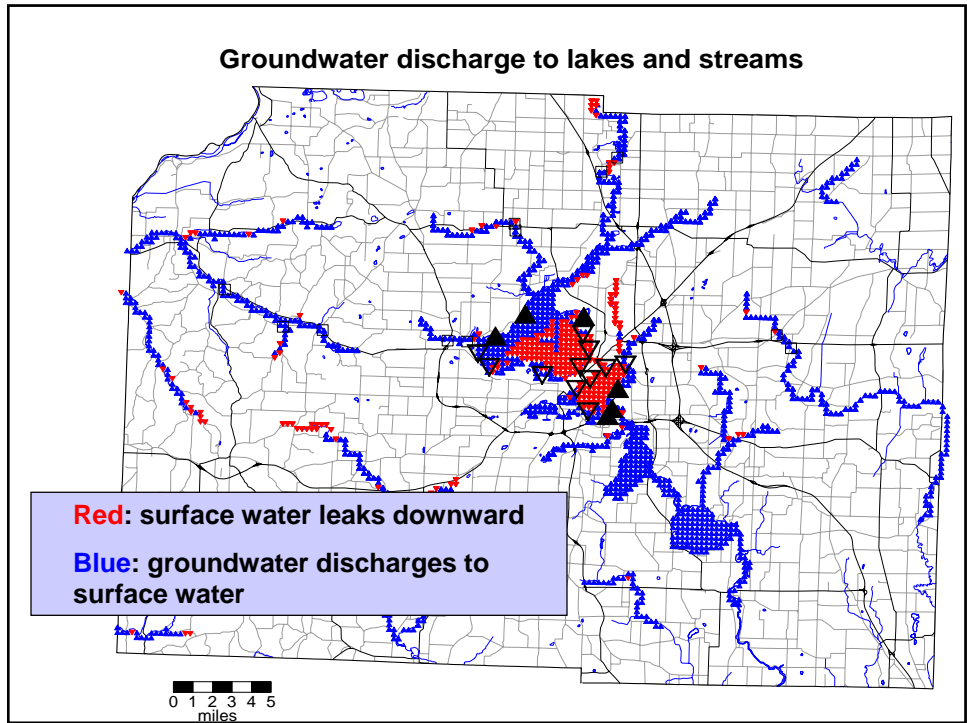 Groundwater discharge to lakes and streams
Red: surface water leaks downward
Blue: groundwater discharges to
surface water
0 1 2 3 4 5
miles